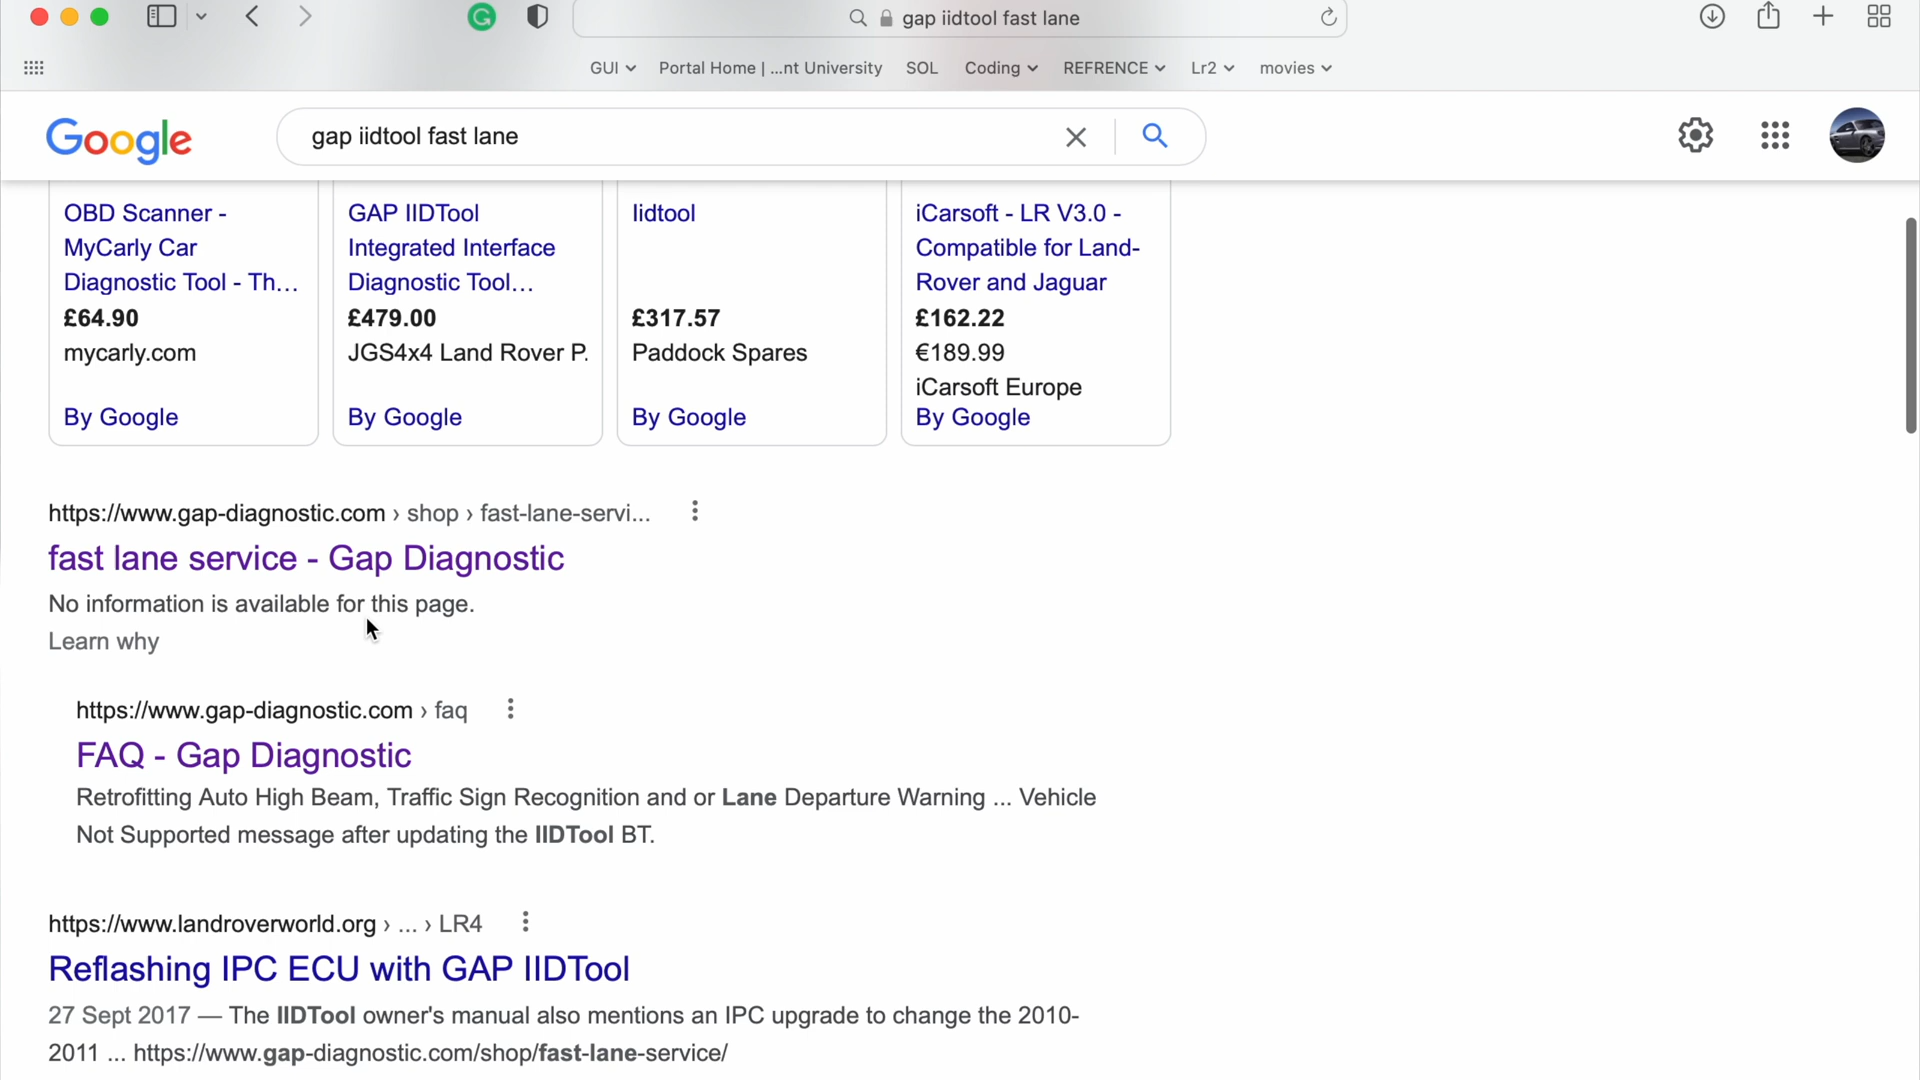 gap iidtool fast lane
GUI
Portal Home | ...nt University
SOL
Coding
REFRENCE
Lr2
movies
Google
gap iidtool fast lane
OBD Scanner -
MyCarly Car
Diagnostic Tool - Th...
£64.90
mycarly.com
By Google
GAP IIDTool
Integrated Interface
Diagnostic Tool...
£479.00
JGS4x4 Land Rover P.
By Google
Iidtool
£317.57
Paddock Spares
By Google
iCarsoft - LR V3.0 -
Compatible for Land-
Rover and Jaguar
£162.22
€189.99
iCarsoft Europe
By Google
https://www.gap-diagnostic.com › shop › fast-lane-servi...
fast lane service - Gap Diagnostic
No information is available for this page.
Learn why
https://www.gap-diagnostic.com › faq
FAQ - Gap Diagnostic
Retrofitting Auto High Beam, Traffic Sign Recognition and or Lane Departure Warning ... Vehicle
Not Supported message after updating the IIDTool BT.
https://www.landroverworld.org › ... › LR4
Reflashing IPC ECU with GAP IIDTool
27 Sept 2017 — The IIDTool owner's manual also mentions an IPC upgrade to change the 2010-
2011 ... https://www.gap-diagnostic.com/shop/fast-lane-service/